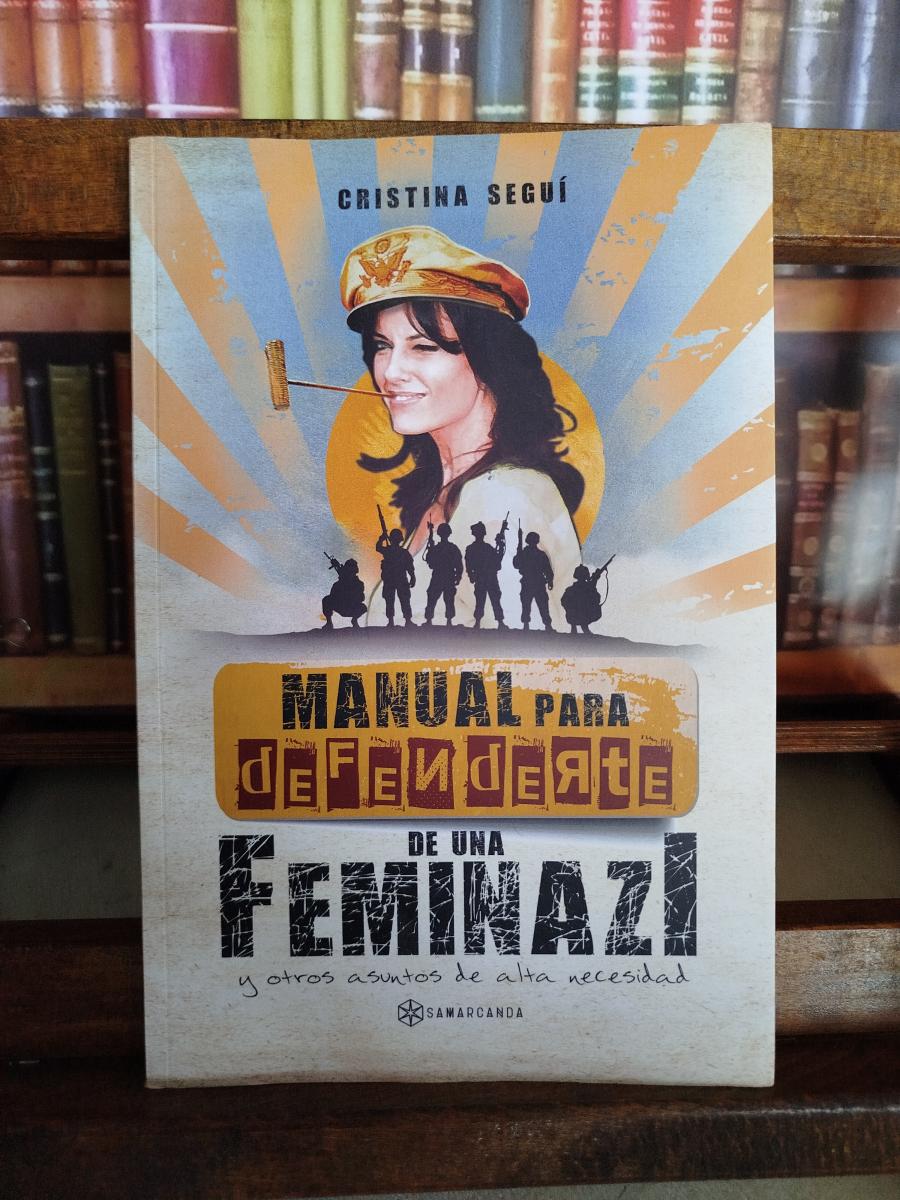 CRISTINA SEGUÍ
MANUAL PARA
DEFENDERTE
DE UNA
FEMINAZI
y otros asuntos de alta necesidad
SAMARCANDA